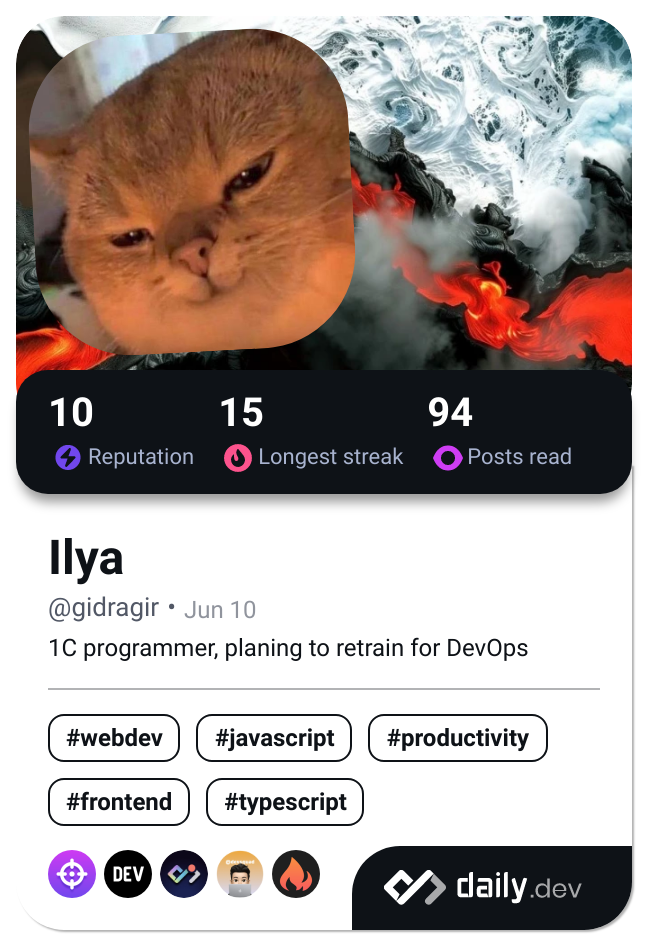 10 15 94
Reputation Longest streak Posts read
Ilya
@gidragir • Jun 10
1C programmer, planing to retrain for DevOps
#webdev #javascript #productivity
#frontend #typescript
DEV
daily.dev